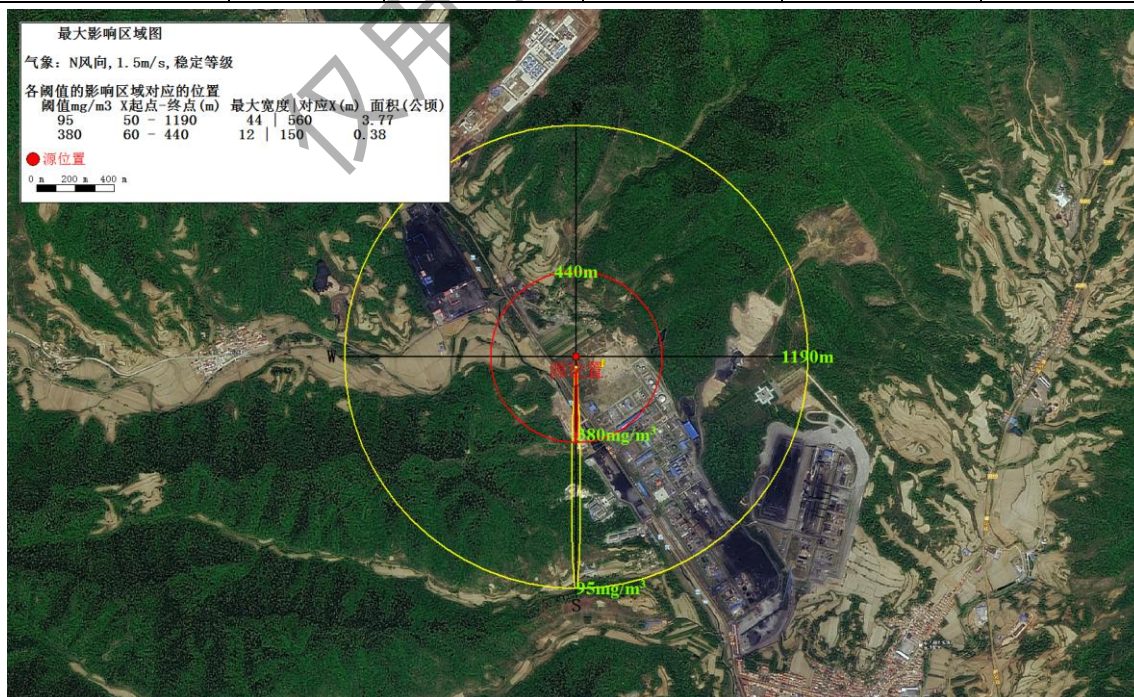 最大影响区域图
气象：N风向,1.5m/s,稳定等级
各阈值的影响区域对应的位置
阈值mg/m3 X起点-终点(m) 最大宽度|对应X(m) 面积(公顷)
95 50 - 1190 44 | 560 3.77
380 60 - 440 12 | 150 0.38
源位置
0 m 200 m 400 m
仅用
N
440m
W
1190m
源位置
380mg/m³
95mg/m³
S